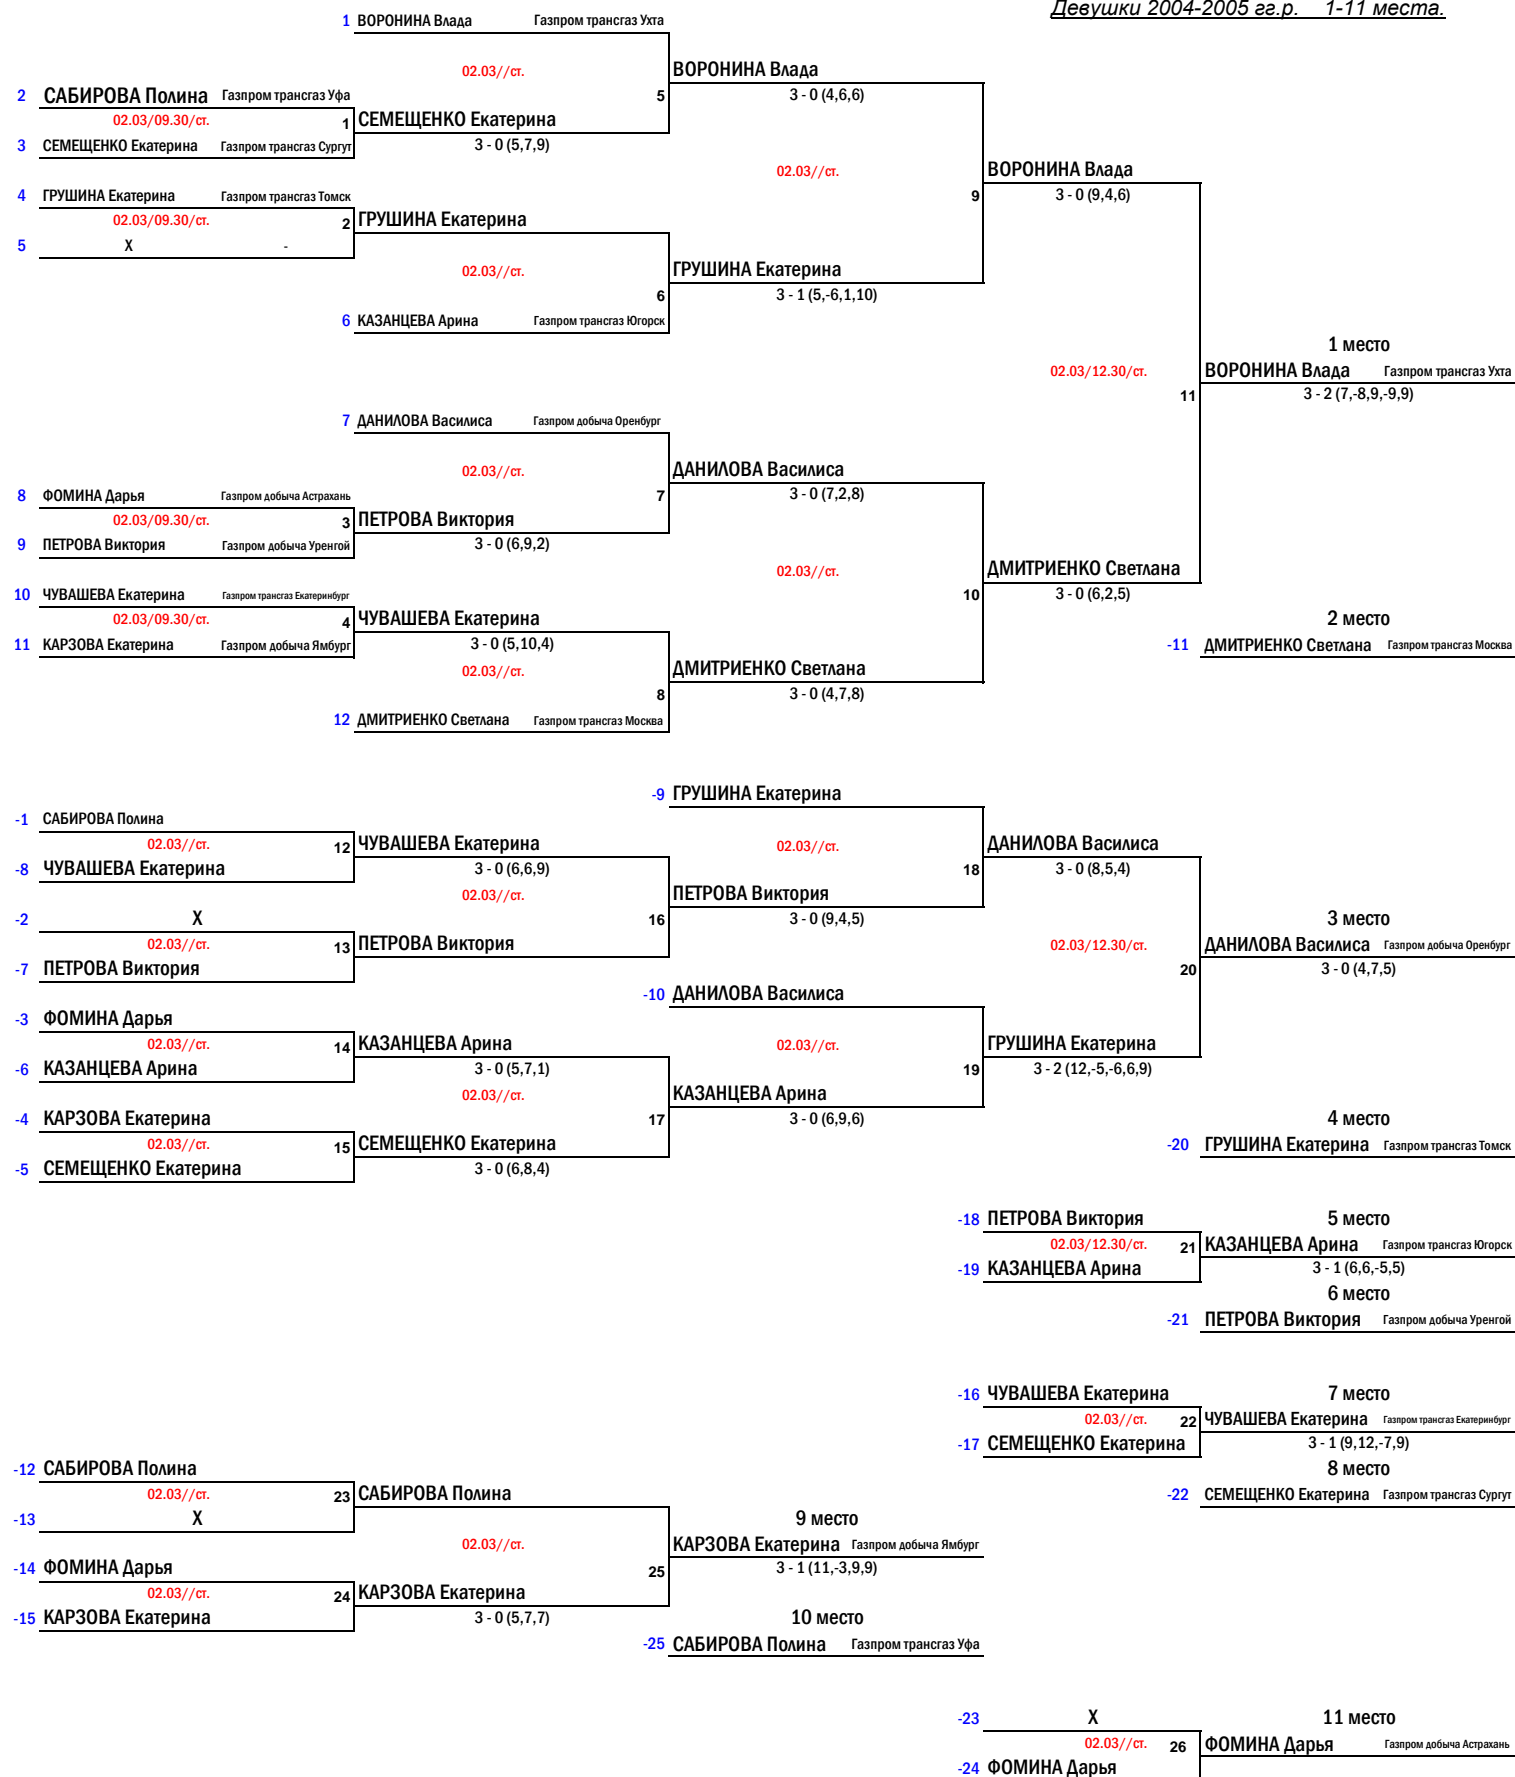 Девушки 2004-2005 гг.р. 1-11 места.
1 ВОРОНИНА Влада Газпром трансгаз Ухта
02.03//ст. ВОРОНИНА Влада
2 САБИРОВА Полина Газпром трансгаз Уфа 5 3 - 0 (4,6,6)
02.03/09.30/ст. 1 СЕМЕЩЕНКО Екатерина
3 СЕМЕЩЕНКО Екатерина Газпром трансгаз Сургут 3 - 0 (5,7,9)
02.03//ст. ВОРОНИНА Влада
4 ГРУШИНА Екатерина Газпром трансгаз Томск 9 3 - 0 (9,4,6)
02.03/09.30/ст. 2 ГРУШИНА Екатерина
5 Х -
02.03//ст. ГРУШИНА Екатерина
6 3 - 1 (5,-6,1,10)
6 КАЗАНЦЕВА Арина Газпром трансгаз Югорск
1 место
02.03/12.30/ст. ВОРОНИНА Влада Газпром трансгаз Ухта
11 3 - 2 (7,-8,9,-9,9)
7 ДАНИЛОВА Василиса Газпром добыча Оренбург
02.03//ст. ДАНИЛОВА Василиса
8 ФОМИНА Дарья Газпром добыча Астрахань 7 3 - 0 (7,2,8)
02.03/09.30/ст. 3 ПЕТРОВА Виктория
9 ПЕТРОВА Виктория Газпром добыча Уренгой 3 - 0 (6,9,2)
02.03//ст. ДМИТРИЕНКО Светлана
10 ЧУВАШЕВА Екатерина Газпром трансгаз Екатеринбург 10 3 - 0 (6,2,5)
02.03/09.30/ст. 4 ЧУВАШЕВА Екатерина 2 место
11 КАРЗОВА Екатерина Газпром добыча Ямбург 3 - 0 (5,10,4) -11 ДМИТРИЕНКО Светлана Газпром трансгаз Москва
02.03//ст. ДМИТРИЕНКО Светлана
8 3 - 0 (4,7,8)
12 ДМИТРИЕНКО Светлана Газпром трансгаз Москва
-9 ГРУШИНА Екатерина
-1 САБИРОВА Полина
02.03//ст. 12 ЧУВАШЕВА Екатерина 02.03//ст. ДАНИЛОВА Василиса
-8 ЧУВАШЕВА Екатерина 3 - 0 (6,6,9) 18 3 - 0 (8,5,4)
02.03//ст. ПЕТРОВА Виктория
-2 Х 16 3 - 0 (9,4,5) 3 место
02.03//ст. 13 ПЕТРОВА Виктория 02.03/12.30/ст. ДАНИЛОВА Василиса Газпром добыча Оренбург
-7 ПЕТРОВА Виктория 20 3 - 0 (4,7,5)
-10 ДАНИЛОВА Василиса
-3 ФОМИНА Дарья
02.03//ст. 14 КАЗАНЦЕВА Арина 02.03//ст. ГРУШИНА Екатерина
-6 КАЗАНЦЕВА Арина 3 - 0 (5,7,1) 19 3 - 2 (12,-5,-6,6,9)
02.03//ст. КАЗАНЦЕВА Арина
-4 КАРЗОВА Екатерина 17 3 - 0 (6,9,6) 4 место
02.03//ст. 15 СЕМЕЩЕНКО Екатерина -20 ГРУШИНА Екатерина Газпром трансгаз Томск
-5 СЕМЕЩЕНКО Екатерина 3 - 0 (6,8,4)
-18 ПЕТРОВА Виктория 5 место
02.03/12.30/ст. 21 КАЗАНЦЕВА Арина Газпром трансгаз Югорск
-19 КАЗАНЦЕВА Арина 3 - 1 (6,6,-5,5)
6 место
-21 ПЕТРОВА Виктория Газпром добыча Уренгой
-16 ЧУВАШЕВА Екатерина 7 место
02.03//ст. 22 ЧУВАШЕВА Екатерина Газпром трансгаз Екатеринбург
-17 СЕМЕЩЕНКО Екатерина 3 - 1 (9,12,-7,9)
-12 САБИРОВА Полина 8 место
02.03//ст. 23 САБИРОВА Полина -22 СЕМЕЩЕНКО Екатерина Газпром трансгаз Сургут
-13 Х 9 место
02.03//ст. КАРЗОВА Екатерина Газпром добыча Ямбург
-14 ФОМИНА Дарья 25 3 - 1 (11,-3,9,9)
02.03//ст. 24 КАРЗОВА Екатерина
-15 КАРЗОВА Екатерина 3 - 0 (5,7,7) 10 место
-25 САБИРОВА Полина Газпром трансгаз Уфа
-23 Х 11 место
02.03//ст. 26 ФОМИНА Дарья Газпром добыча Астрахань
-24 ФОМИНА Дарья